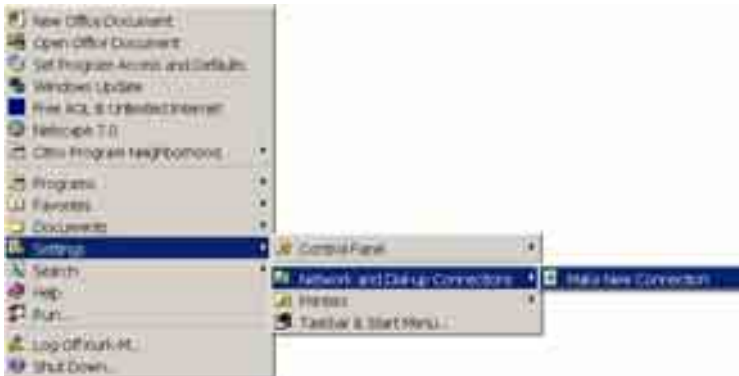 New Office Document
Open Office Document
Set Program Access and Defaults
Windows Update
Free AOL & Unlimited Internet
Netscape 7.0
Citrix Program Neighborhood
Programs
Favorites
Documents
Settings
Search
Help
Run...
Log Off
Shut Down...
Control Panel
Network and Dial-up Connections
Printers
Taskbar & Start Menu...
Make New Connection